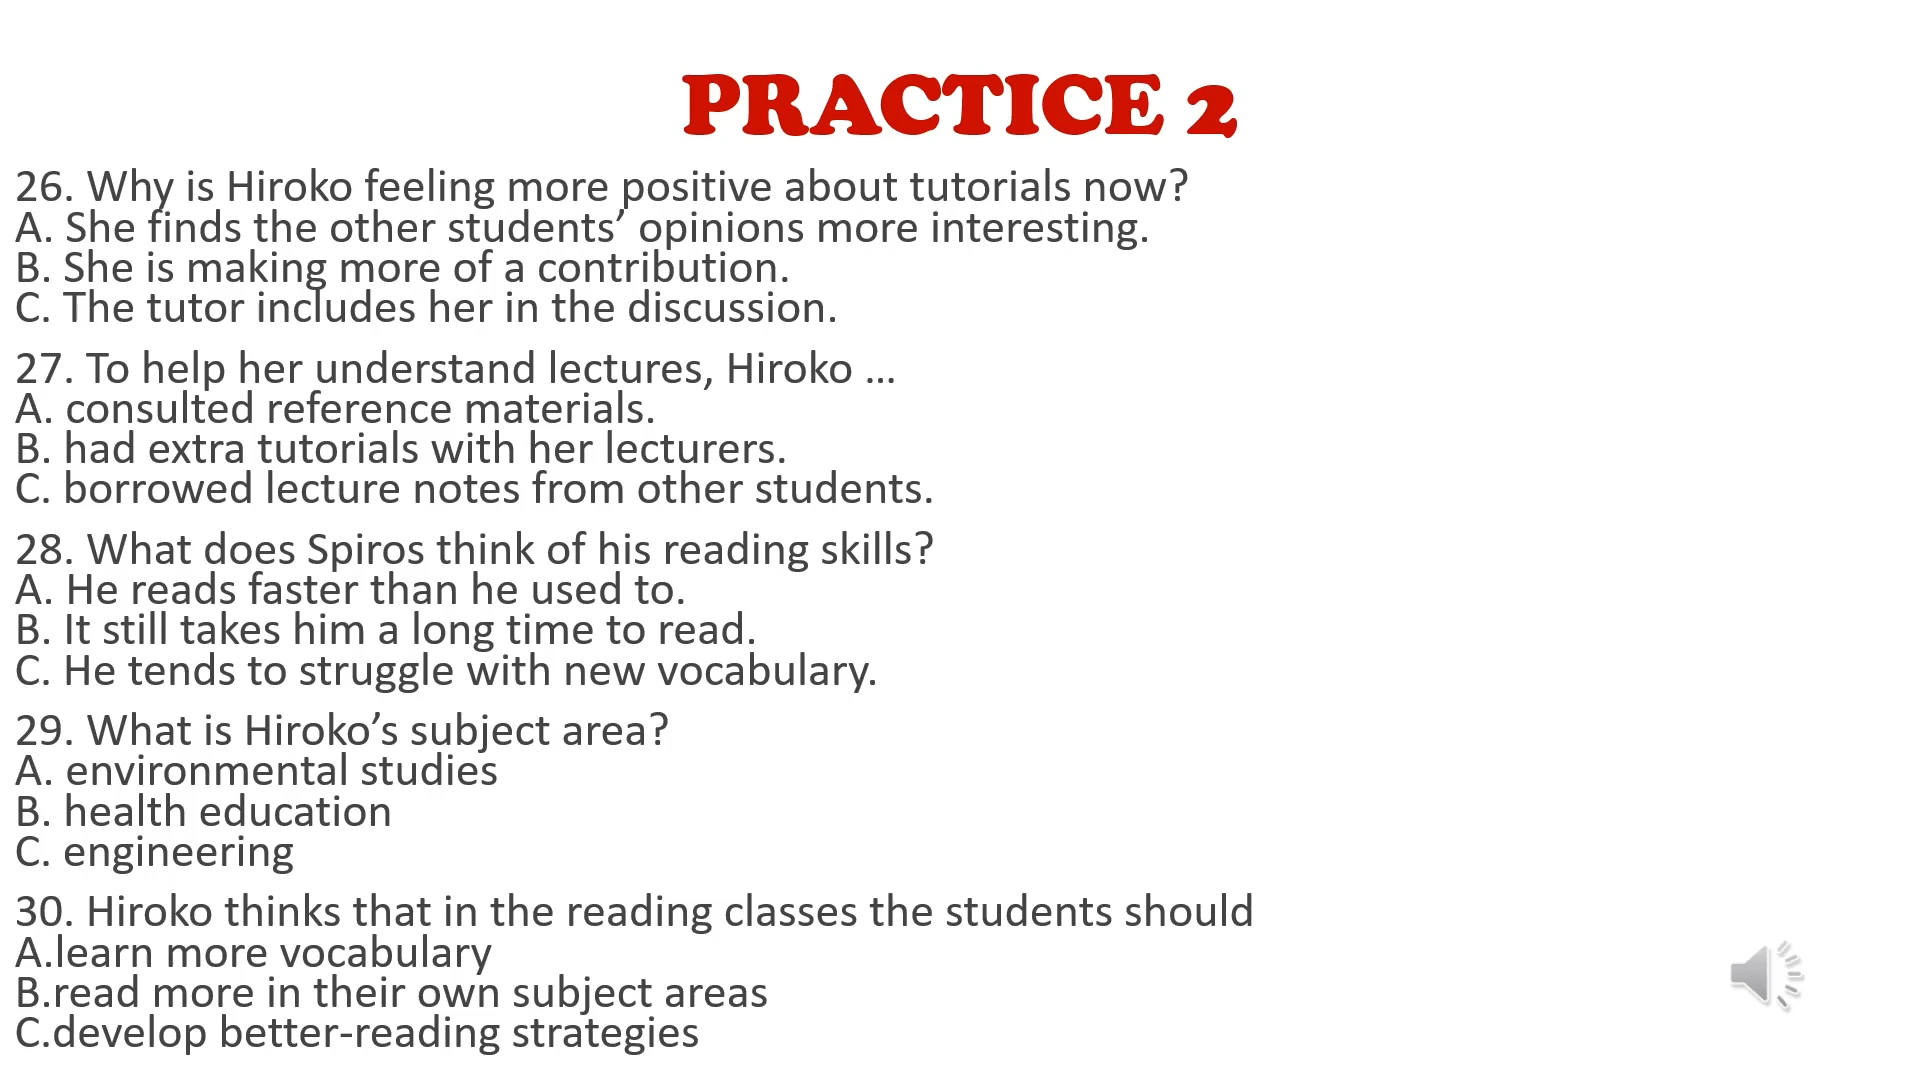 PRACTICE 2
26. Why is Hiroko feeling more positive about tutorials now?
A. She finds the other students’ opinions more interesting.
B. She is making more of a contribution.
C. The tutor includes her in the discussion.
27. To help her understand lectures, Hiroko …
A. consulted reference materials.
B. had extra tutorials with her lecturers.
C. borrowed lecture notes from other students.
28. What does Spiros think of his reading skills?
A. He reads faster than he used to.
B. It still takes him a long time to read.
C. He tends to struggle with new vocabulary.
29. What is Hiroko’s subject area?
A. environmental studies
B. health education
C. engineering
30. Hiroko thinks that in the reading classes the students should
A.learn more vocabulary
B.read more in their own subject areas
C.develop better-reading strategies